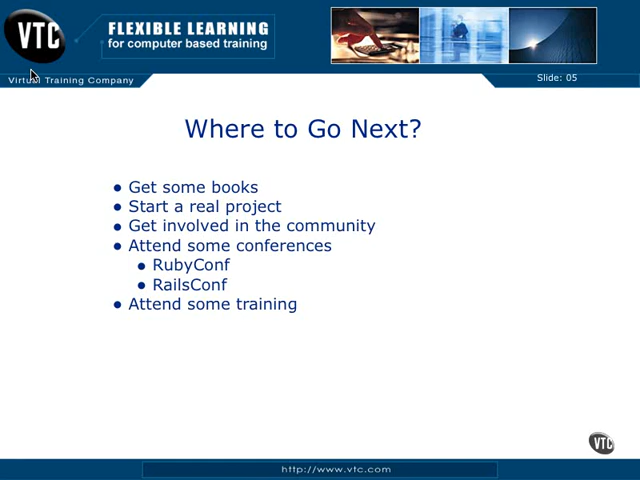 VTC
FLEXIBLE LEARNING
for computer based training
Virtual Training Company
Slide: 05
Where to Go Next?
• Get some books
• Start a real project
• Get involved in the community
• Attend some conferences
• RubyConf
• RailsConf
• Attend some training
VTC
http://www.vtc.com